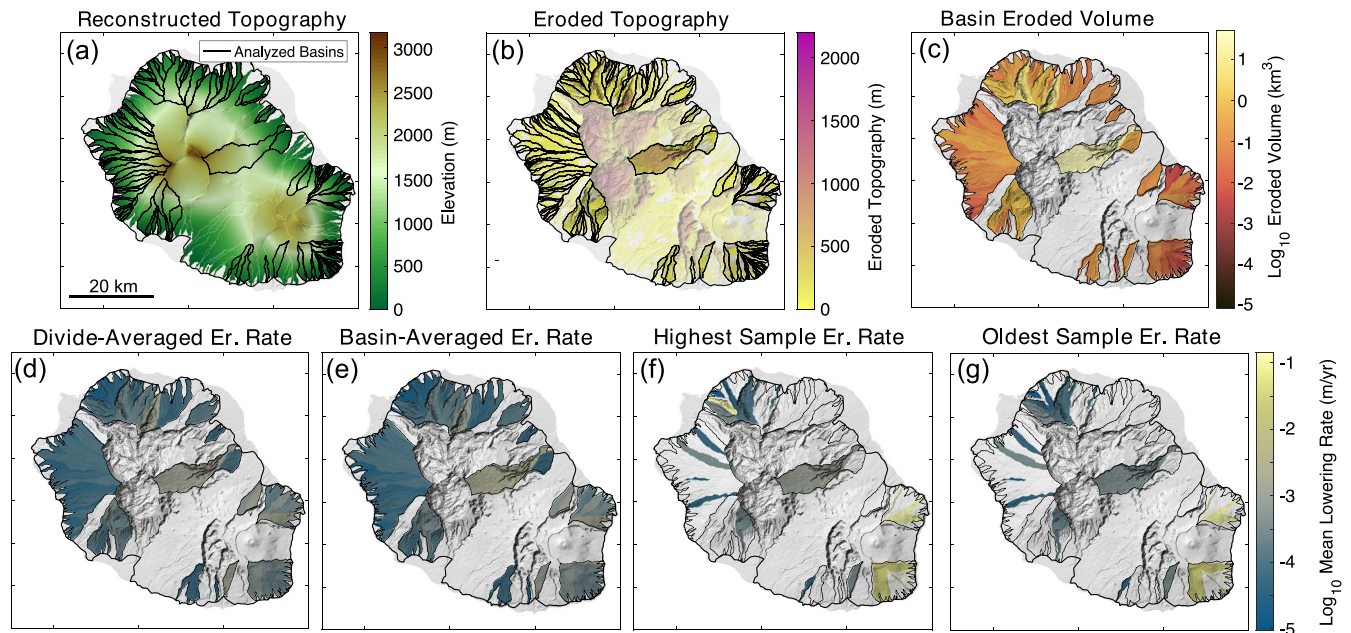 Reconstructed Topography
(a)
Analyzed Basins
20 km
3000
2500
2000
1500
1000
500
0
Elevation (m)
Eroded Topography
(b)
2000
1500
1000
500
0
Eroded Topography (m)
Basin Eroded Volume
(c)
1
0
-1
-2
-3
-4
-5
Log10 Eroded Volume (km3)
Divide-Averaged Er. Rate
(d)
Basin-Averaged Er. Rate
(e)
Highest Sample Er. Rate
(f)
Oldest Sample Er. Rate
(g)
-1
-2
-3
-4
-5
Log10 Mean Lowering Rate (m/yr)